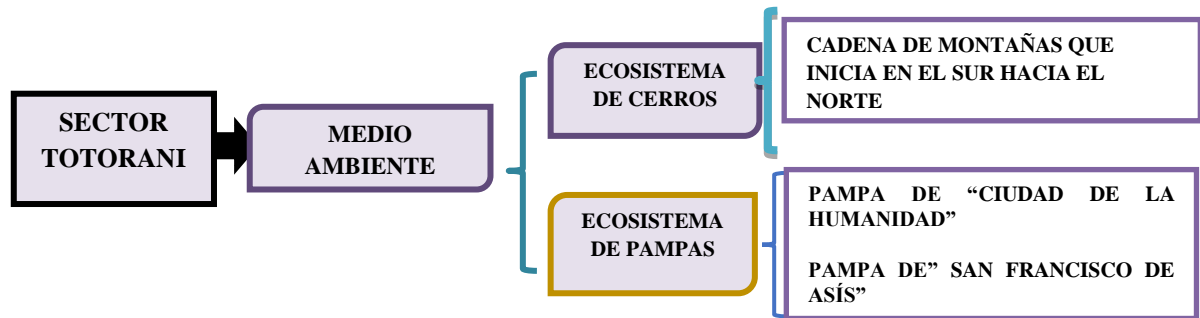 SECTOR
TOTORANI
MEDIO
AMBIENTE
ECOSISTEMA
DE CERROS
CADENA DE MONTAÑAS QUE
INICIA EN EL SUR HACIA EL
NORTE
ECOSISTEMA
DE PAMPAS
PAMPA DE “CIUDAD DE LA
HUMANIDAD”
PAMPA DE” SAN FRANCISCO DE
ASÍS”